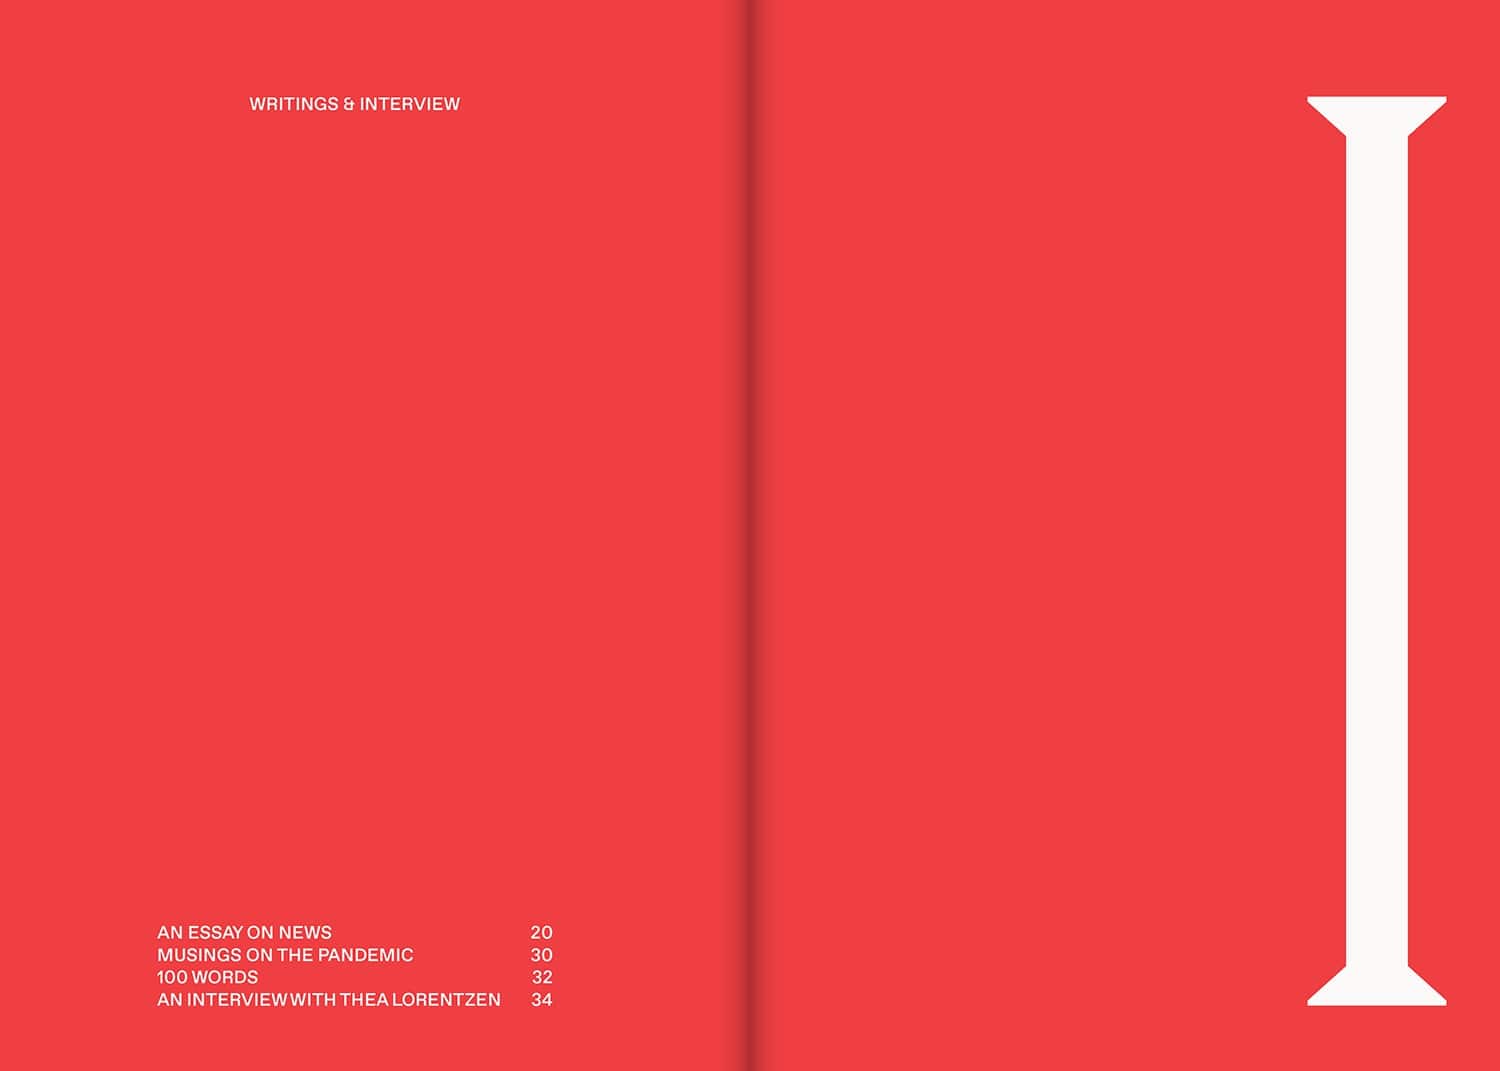 WRITINGS & INTERVIEW
AN ESSAY ON NEWS 20
MUSINGS ON THE PANDEMIC 30
100 WORDS 32
AN INTERVIEW WITH THEA LORENTZEN 34
I